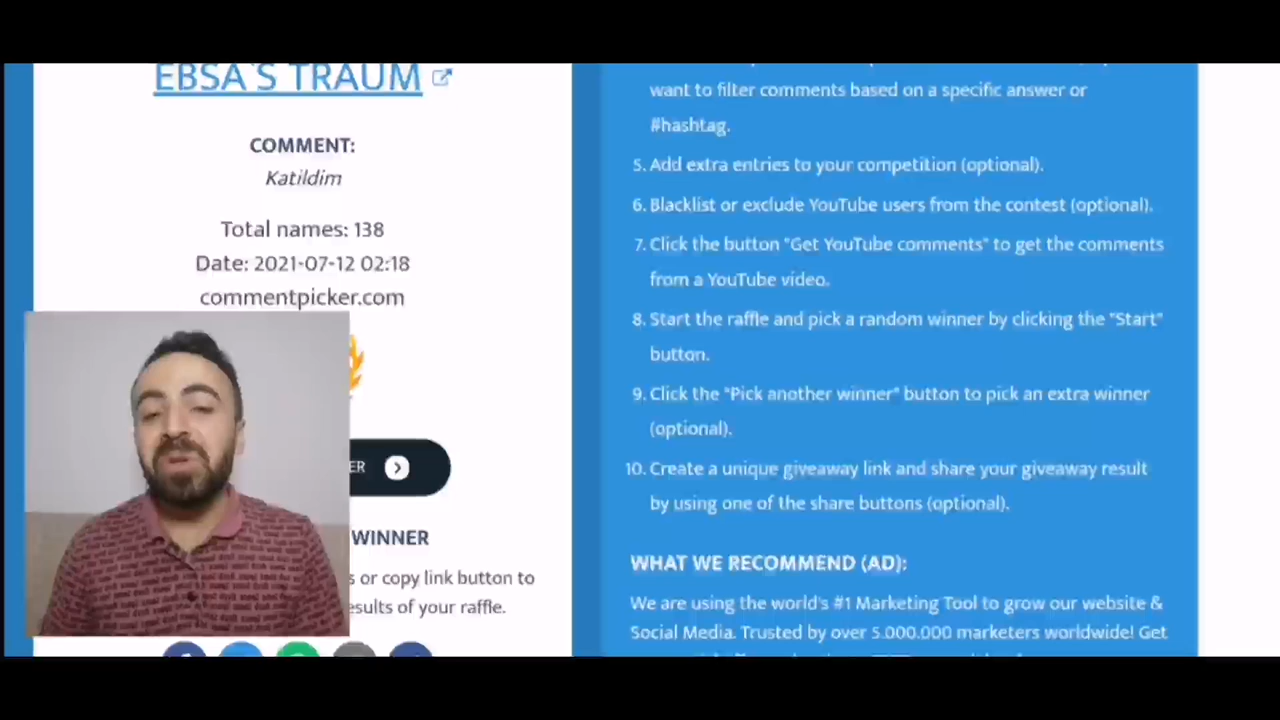 EBSA`S TRAUM
COMMENT:
Katildim
Total names: 138
Date: 2021-07-12 02:18
commentpicker.com
ER
WINNER
s or copy link button to
esults of your raffle.
want to filter comments based on a specific answer or
#hashtag.
5. Add extra entries to your competition (optional).
6. Blacklist or exclude YouTube users from the contest (optional).
7. Click the button "Get YouTube comments" to get the comments
from a YouTube video.
8. Start the raffle and pick a random winner by clicking the "Start"
button.
9. Click the "Pick another winner" button to pick an extra winner
(optional).
10. Create a unique giveaway link and share your giveaway result
by using one of the share buttons (optional).
WHAT WE RECOMMEND (AD):
We are using the world's #1 Marketing Tool to grow our website &
Social Media. Trusted by over 5.000.000 marketers worldwide! Get